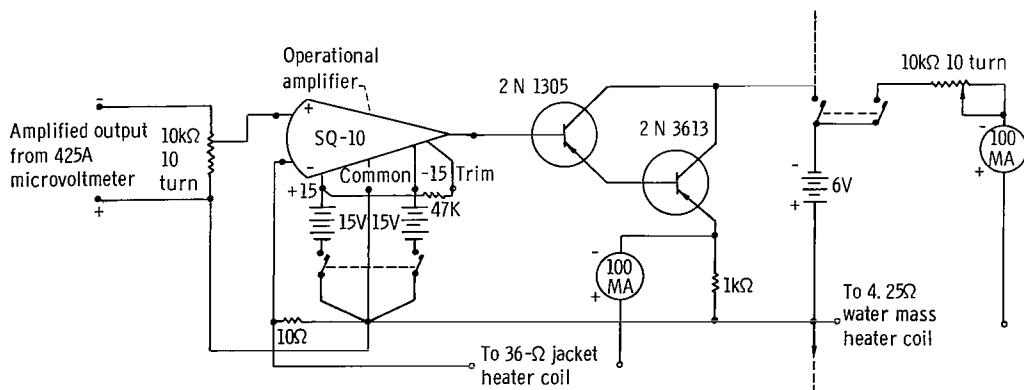 Operational
amplifier
10kΩ 10 turn
2 N 1305
-
+
SQ-10
Amplified output
from 425A
microvoltmeter
10kΩ
10
turn
2 N 3613
100
MA
+
-
-
+15
Common
-15
Trim
+
6V
+
15V
15V
47K
-
100
MA
+
1kΩ
10Ω
To 4.25Ω
water mass
heater coil
To 36-Ω jacket
heater coil